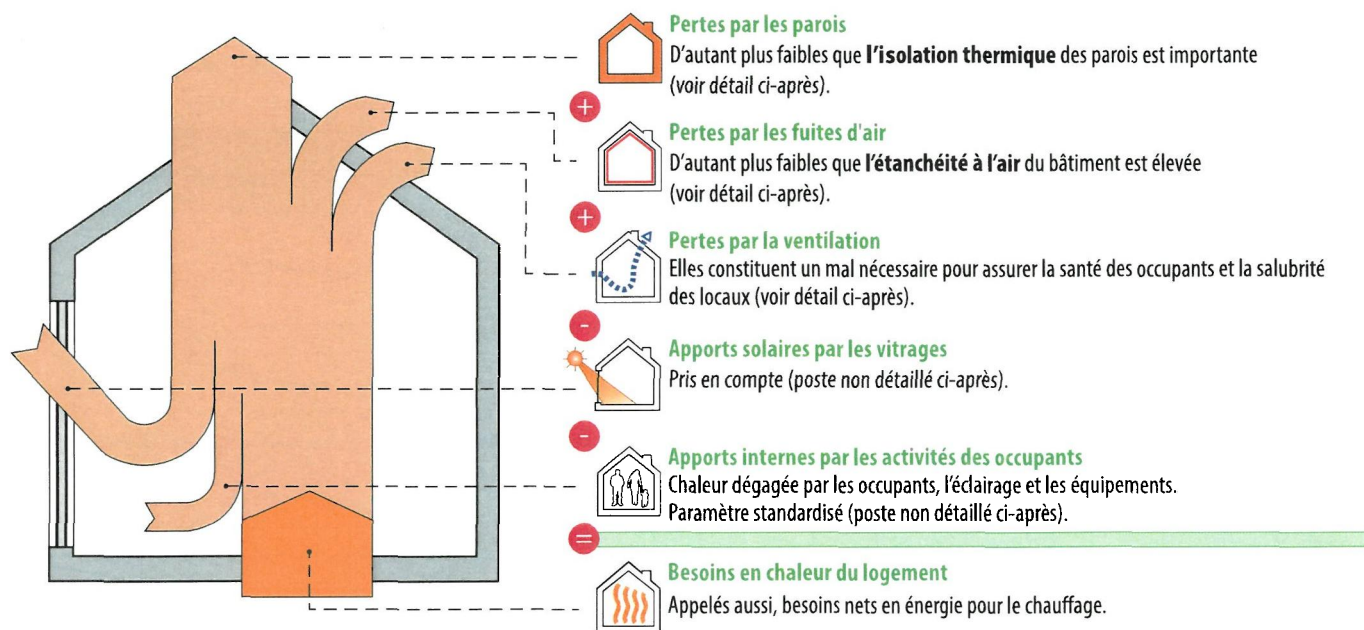 Pertes par les parois
D'autant plus faibles que l'isolation thermique des parois est importante
(voir détail ci-après).
+
Pertes par les fuites d'air
D'autant plus faibles que l'étanchéité à l'air du bâtiment est élevée
(voir détail ci-après).
+
Pertes par la ventilation
Elles constituent un mal nécessaire pour assurer la santé des occupants et la salubrité
des locaux (voir détail ci-après).
-
Apports solaires par les vitrages
Pris en compte (poste non détaillé ci-après).
-
Apports internes par les activités des occupants
Chaleur dégagée par les occupants, l'éclairage et les équipements.
Paramètre standardisé (poste non détaillé ci-après).
=
Besoins en chaleur du logement
Appelés aussi, besoins nets en énergie pour le chauffage.